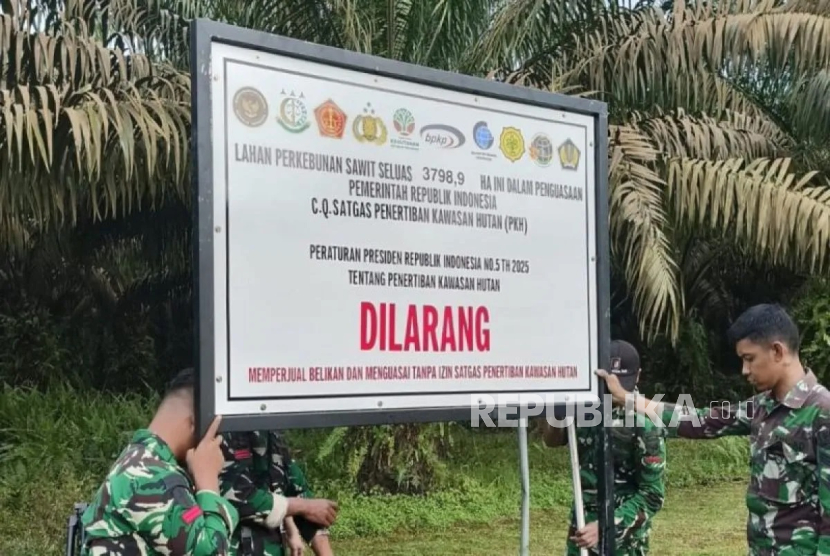 bpkp
LAHAN PERKEBUNAN SAWIT SELUAS 3798,9 HA INI DALAM PENGUASAAN
PEMERINTAH REPUBLIK INDONESIA
C.Q.SATGAS PENERTIBAN KAWASAN HUTAN (PKH)
PERATURAN PRESIDEN REPUBLIK INDONESIA NO.5 TH 2025
TENTANG PENERTIBAN KAWASAN HUTAN
DILARANG
MEMPERJUAL BELIKAN DAN MENGUASAI TANPA IZIN SATGAS PENERTIBAN KAWASAN HUTAN
REPUBLIKA.CO.ID